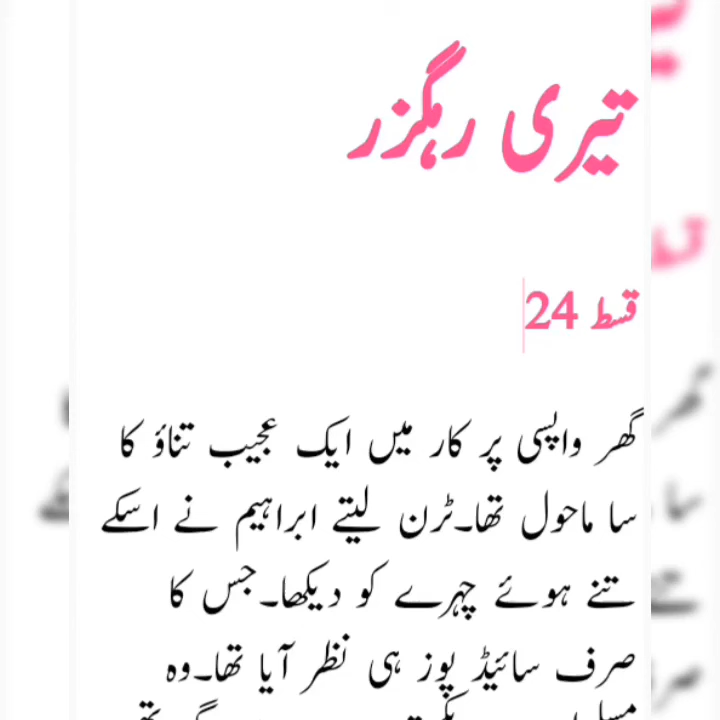 تیری رہگزر
قسط 24
گھر واپسی پر کار میں ایک عجیب تناؤ کا
سا ماحول تھا۔ٹرن لیتے ابراہیم نے اسکے
تنے ہوئے چہرے کو دیکھا۔جس کا
صرف سائیڈ پوز ہی نظر آیا تھا۔وہ